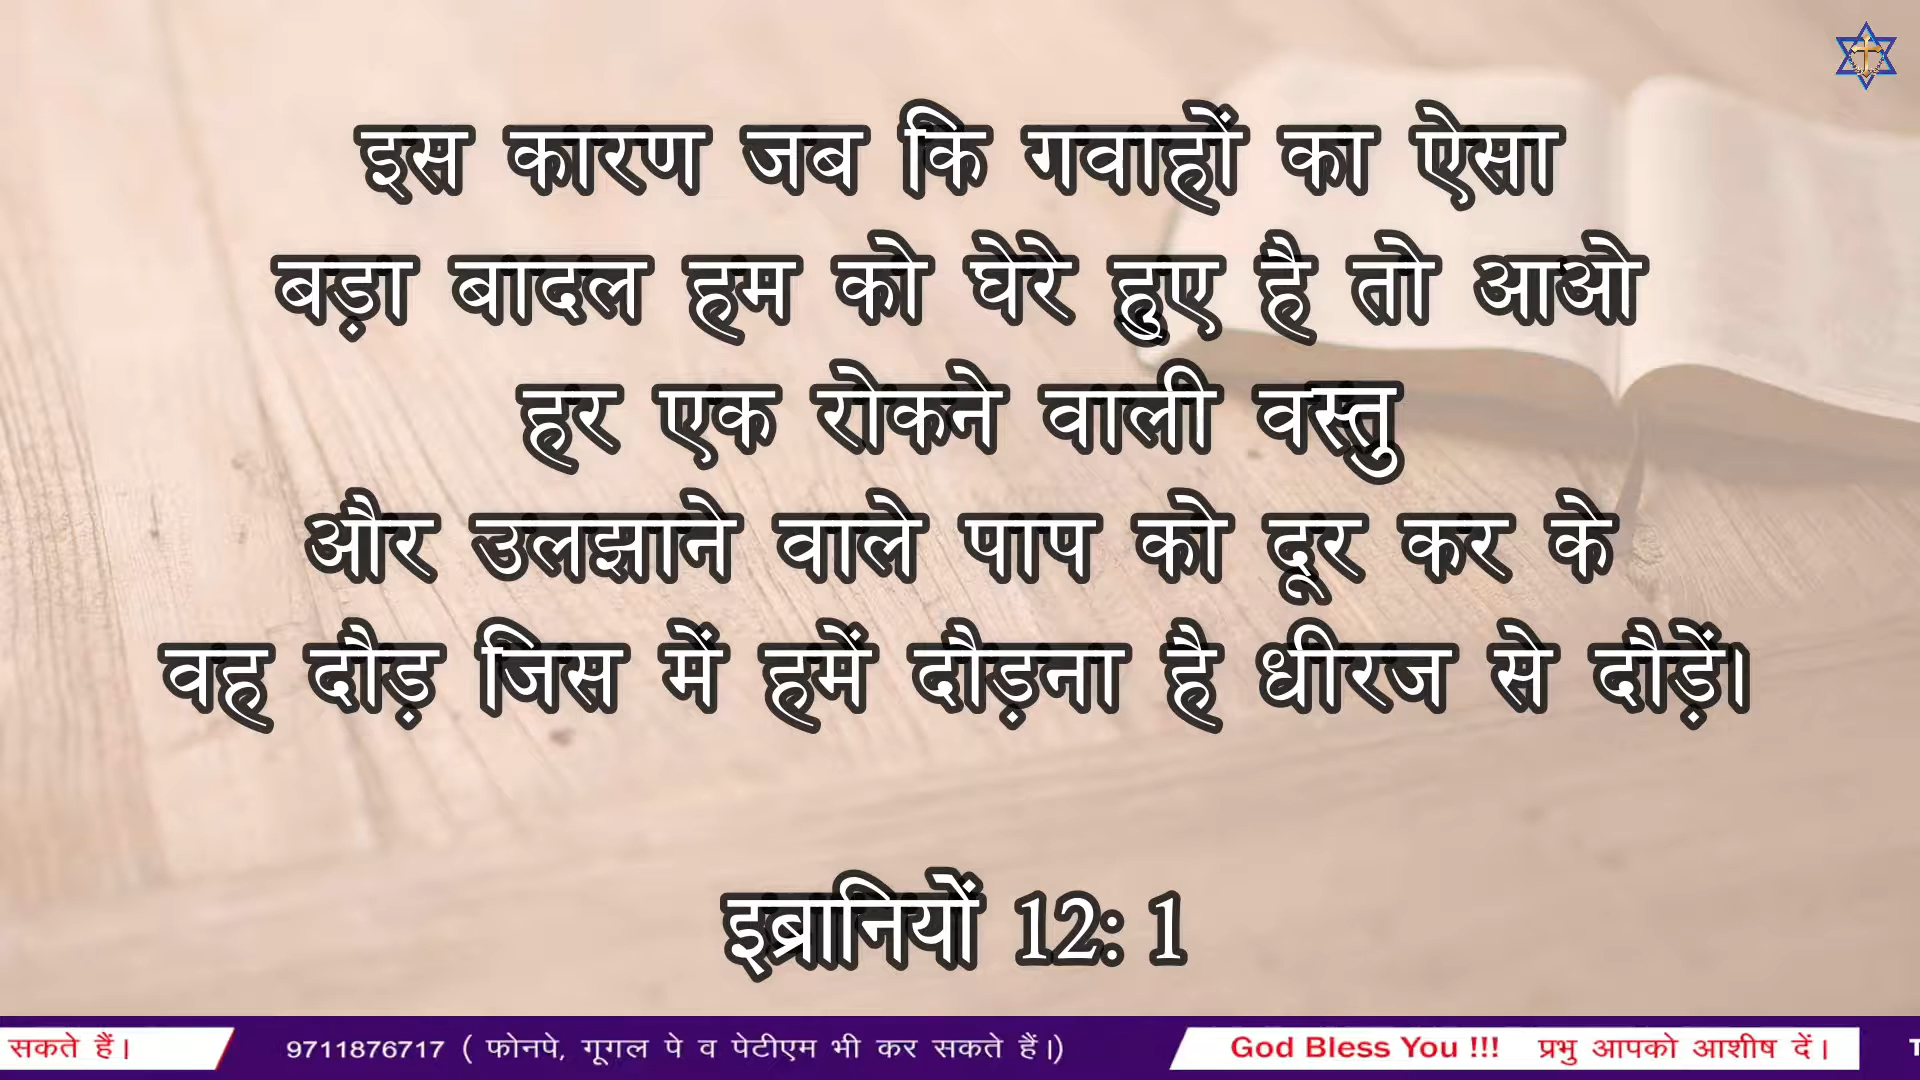 इस कारण जब कि गवाहों का ऐसा
बड़ा बादल हम को घेरे हुए है तो आओ
हर एक रोकने वाली वस्तु
और उलझाने वाले पाप को दूर कर के
वह दौड़ जिस में हमें दौड़ना है धीरज से दौड़ें।
इब्रानियों 12: 1
सकते हैं। 9711876717 ( फोनपे, गूगल पे व पेटीएम भी कर सकते हैं।) God Bless You !!! प्रभु आपको आशीष दें।